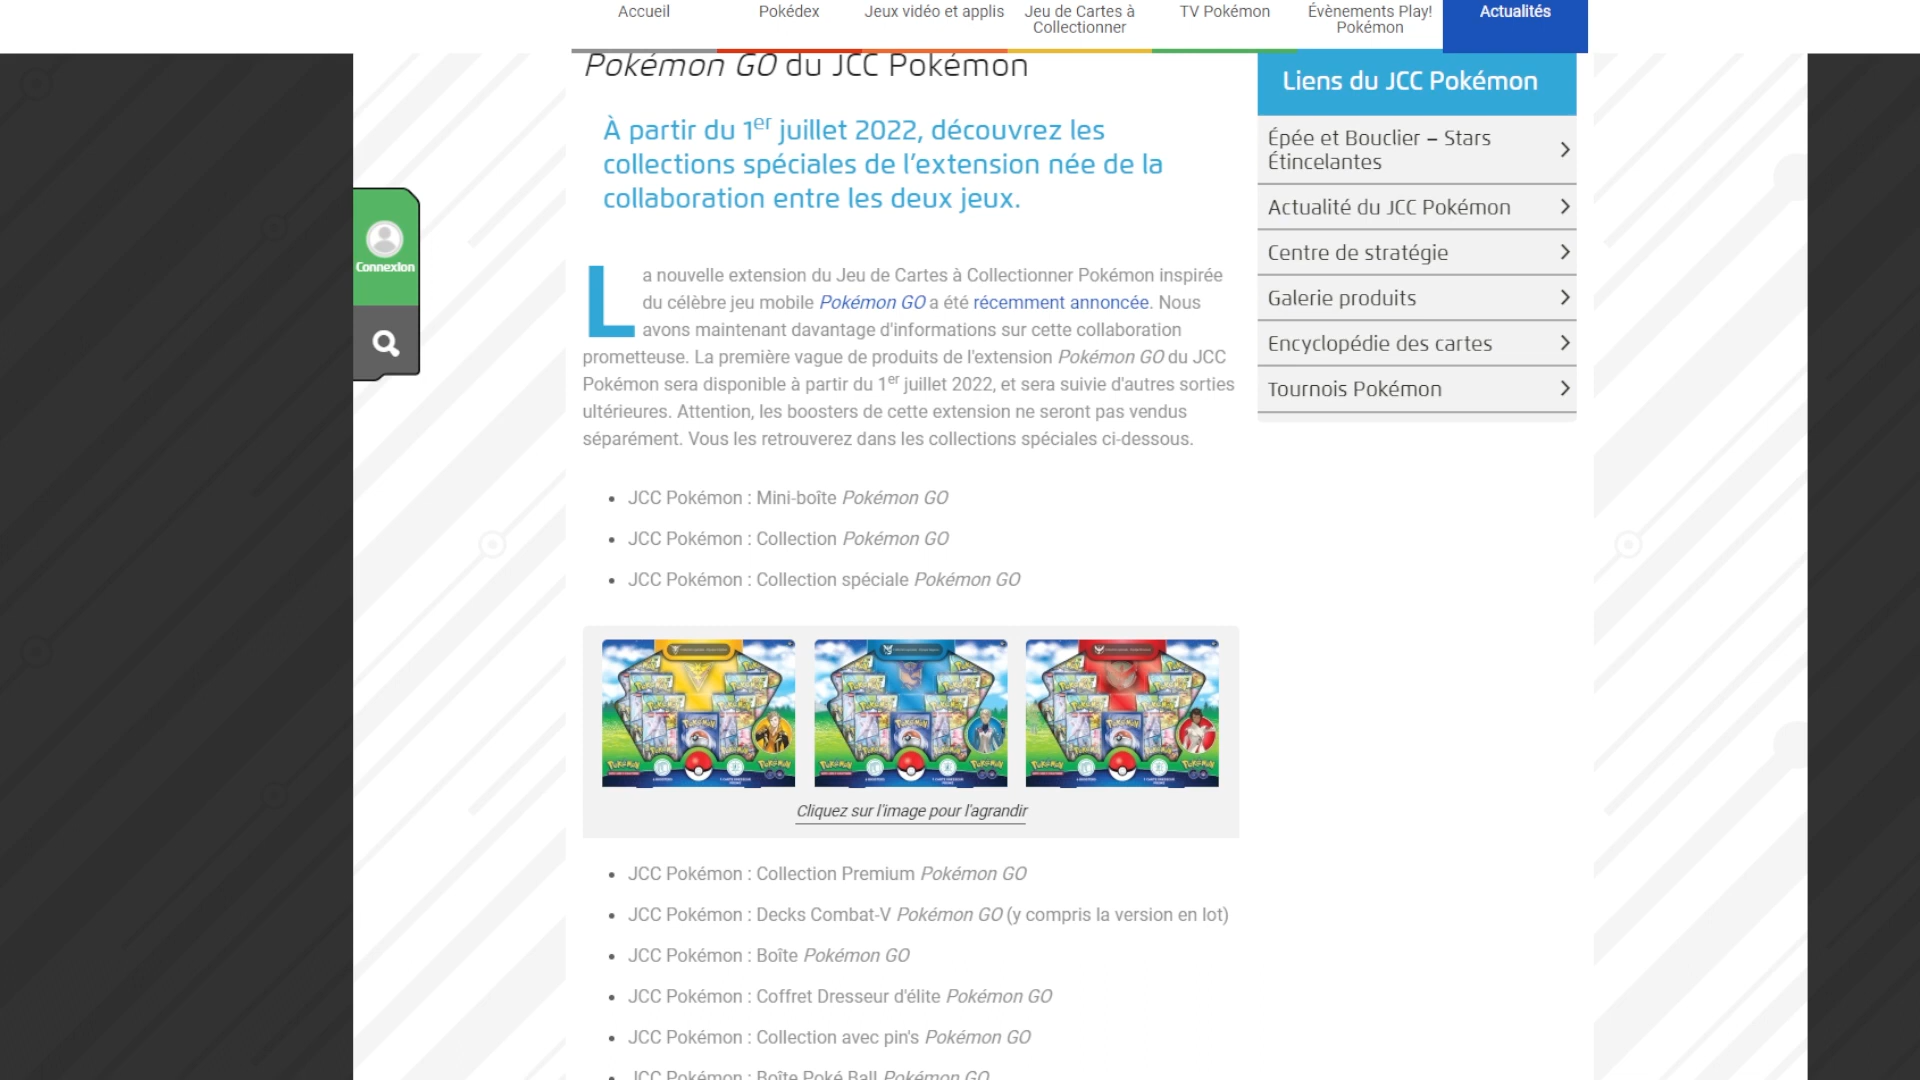 Accueil
Pokédex
Jeux vidéo et applis
Jeu de Cartes à
Collectionner
TV Pokémon
Évènements Play!
Pokémon
Actualités
Pokémon GO du JCC Pokémon
À partir du 1er juillet 2022, découvrez les
collections spéciales de l’extension née de la
collaboration entre les deux jeux.
Connexion
La nouvelle extension du Jeu de Cartes à Collectionner Pokémon inspirée
du célèbre jeu mobile Pokémon GO a été récemment annoncée. Nous
avons maintenant davantage d'informations sur cette collaboration
prometteuse. La première vague de produits de l'extension Pokémon GO du JCC
Pokémon sera disponible à partir du 1er juillet 2022, et sera suivie d'autres sorties
ultérieures. Attention, les boosters de cette extension ne seront pas vendus
séparément. Vous les retrouverez dans les collections spéciales ci-dessous.
• JCC Pokémon : Mini-boîte Pokémon GO
• JCC Pokémon : Collection Pokémon GO
• JCC Pokémon : Collection spéciale Pokémon GO
Cliquez sur l'image pour l'agrandir
• JCC Pokémon : Collection Premium Pokémon GO
• JCC Pokémon : Decks Combat-V Pokémon GO (y compris la version en lot)
• JCC Pokémon : Boîte Pokémon GO
• JCC Pokémon : Coffret Dresseur d'élite Pokémon GO
• JCC Pokémon : Collection avec pin's Pokémon GO
• JCC Pokémon : Boîte Poké Ball Pokémon GO
Liens du JCC Pokémon
Épée et Bouclier – Stars
Étincelantes
Actualité du JCC Pokémon
Centre de stratégie
Galerie produits
Encyclopédie des cartes
Tournois Pokémon